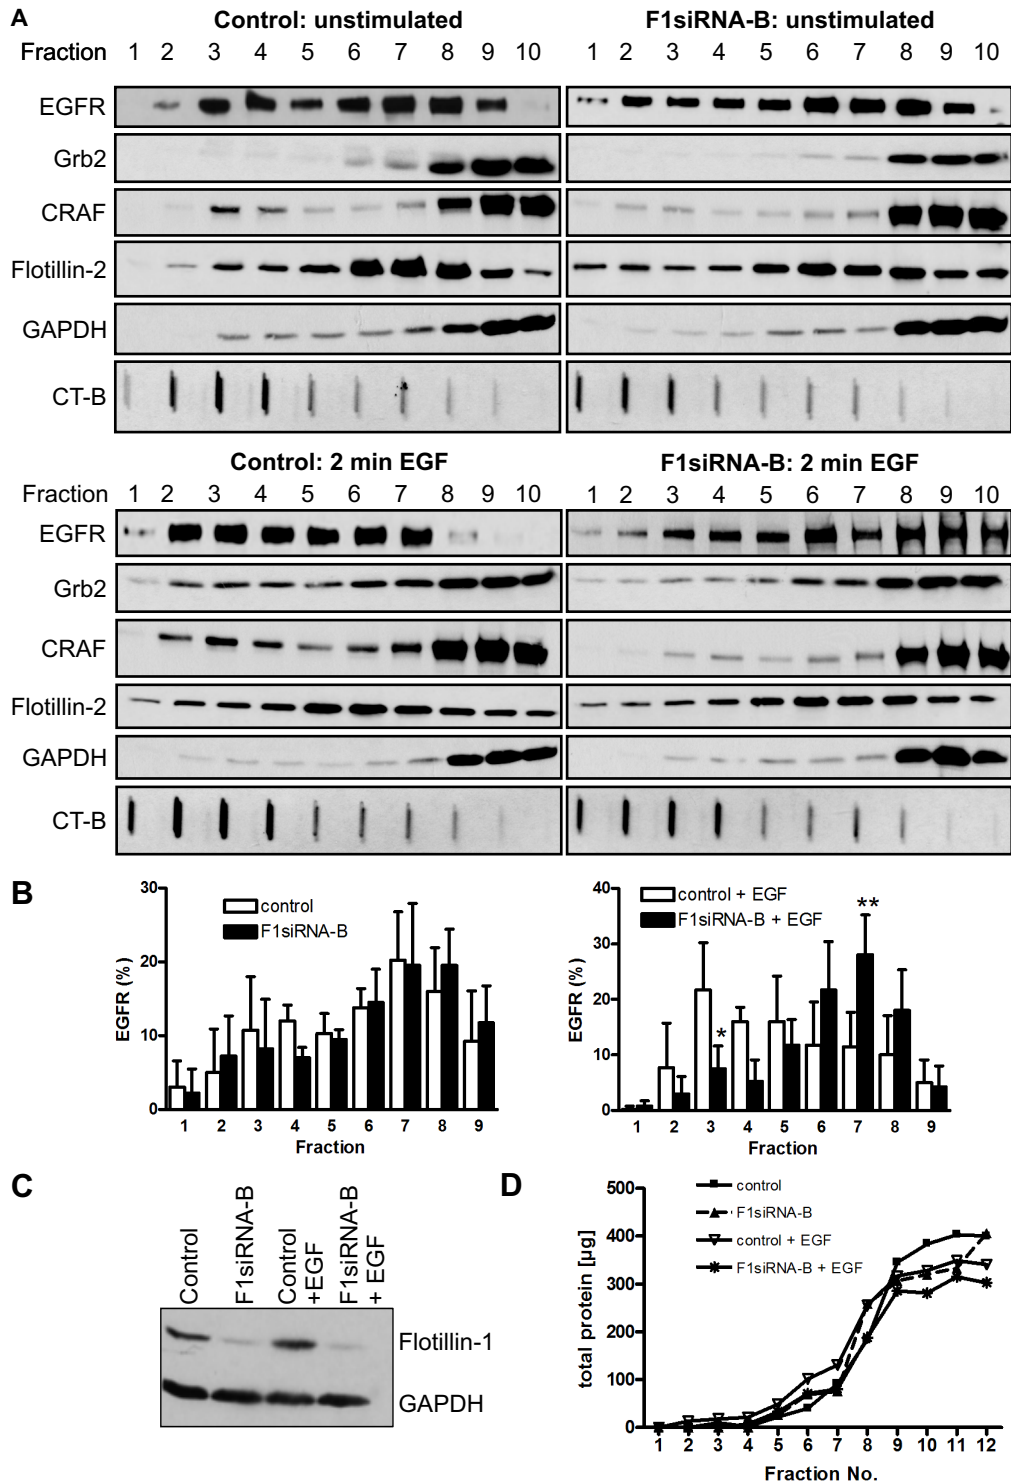 A
Control: unstimulated
F1siRNA-B: unstimulated
Fraction 1 2 3 4 5 6 7 8 9 10 1 2 3 4 5 6 7 8 9 10
EGFR
Grb2
CRAF
Flotillin-2
GAPDH
CT-B
Control: 2 min EGF
F1siRNA-B: 2 min EGF
Fraction 1 2 3 4 5 6 7 8 9 10 1 2 3 4 5 6 7 8 9 10
EGFR
Grb2
CRAF
Flotillin-2
GAPDH
CT-B
B
EGFR (%)
30
20
10
0
control
F1siRNA-B
1 2 3 4 5 6 7 8 9
Fraction
EGFR (%)
40
30
20
10
0
control + EGF
F1siRNA-B + EGF
*
**
1 2 3 4 5 6 7 8 9
Fraction
C
Control
F1siRNA-B
Control
+EGF
F1siRNA-B
+ EGF
Flotillin-1
GAPDH
D
total protein [µg]
500
400
300
200
100
0
control
F1siRNA-B
control + EGF
F1siRNA-B + EGF
1 2 3 4 5 6 7 8 9 10 11 12
Fraction No.